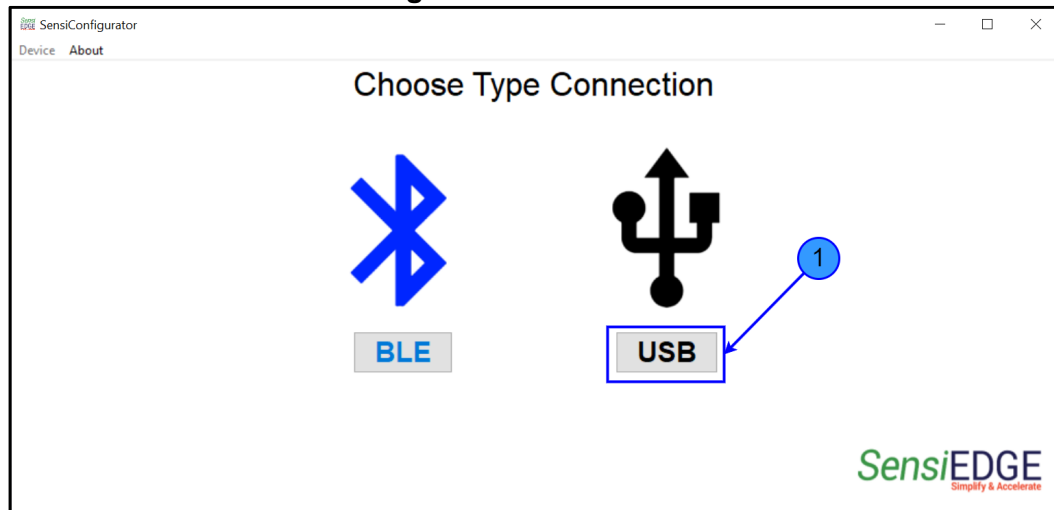 SensiConfigurator
Device About
Choose Type Connection
1
BLE USB
SensiEDGE
Simplify & Accelerate